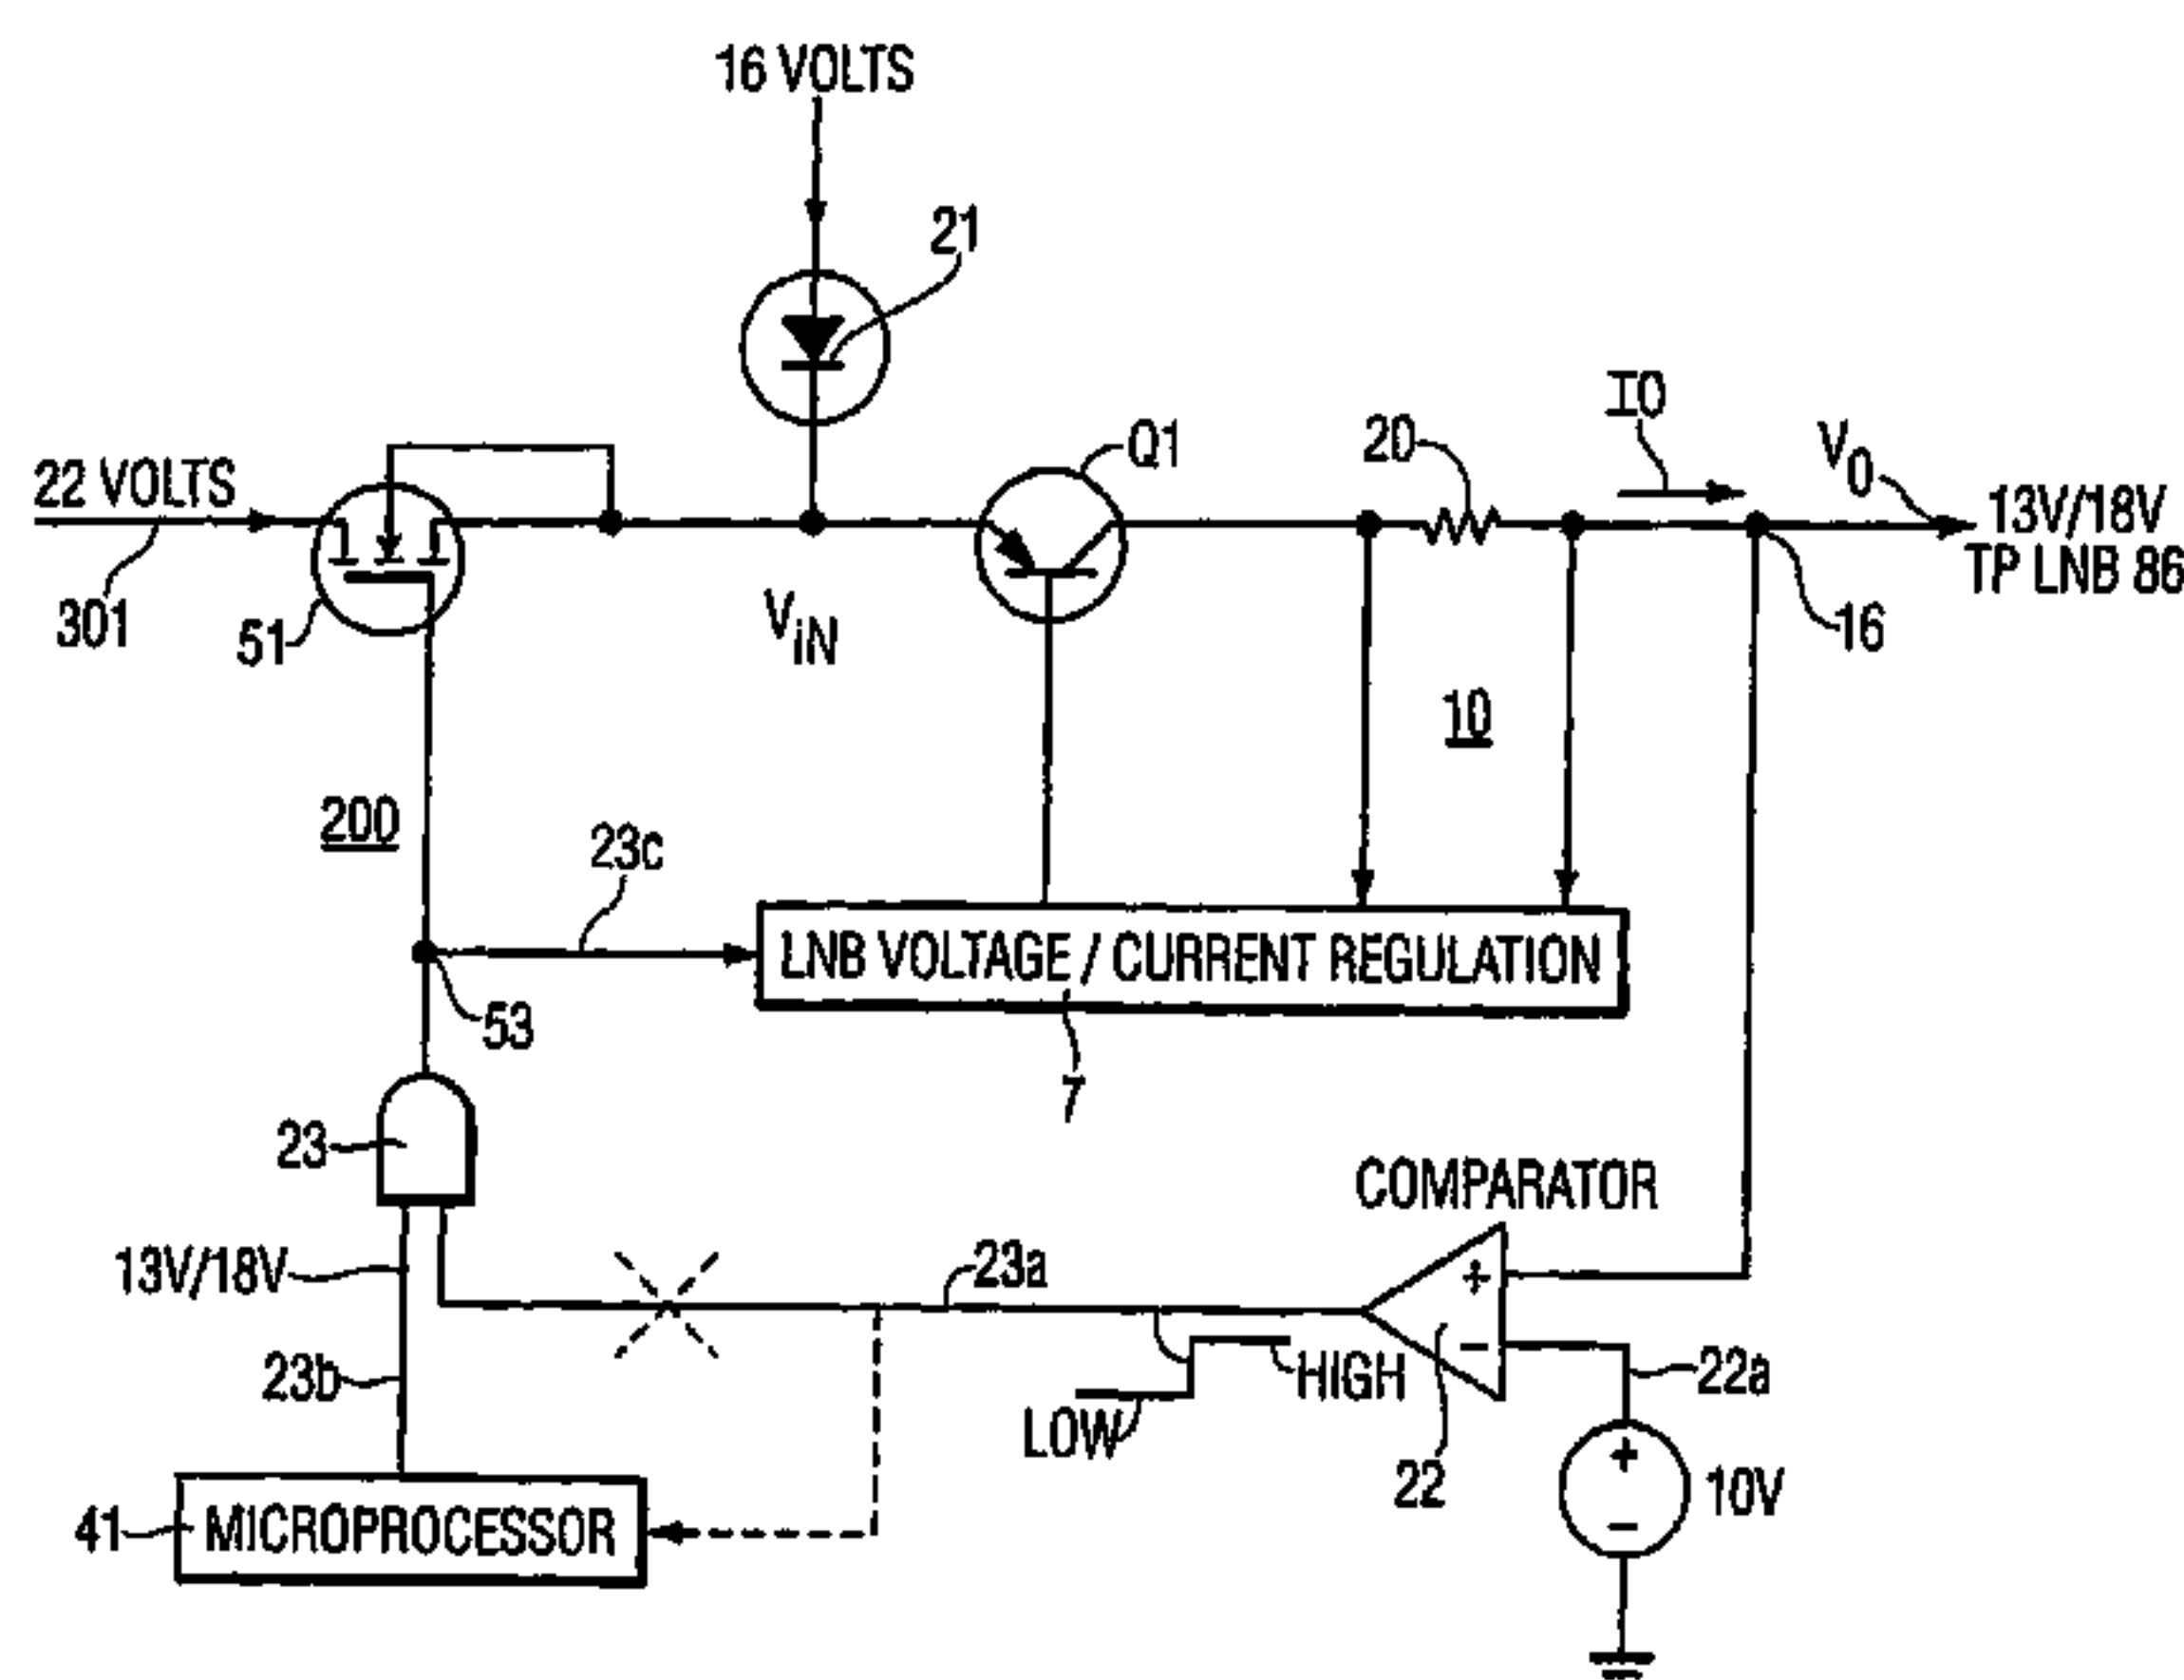 16 VOLTS
21
22 VOLTS
301
51
Q1
20
IO
VO
13V/18V
TP LNB 86
16
ViN
10
200
23c
LNB VOLTAGE / CURRENT REGULATION
53
7
23
COMPARATOR
13V/18V
23a
+
-
HIGH
LOW
22
22a
23b
+
-
10V
41
MICROPROCESSOR